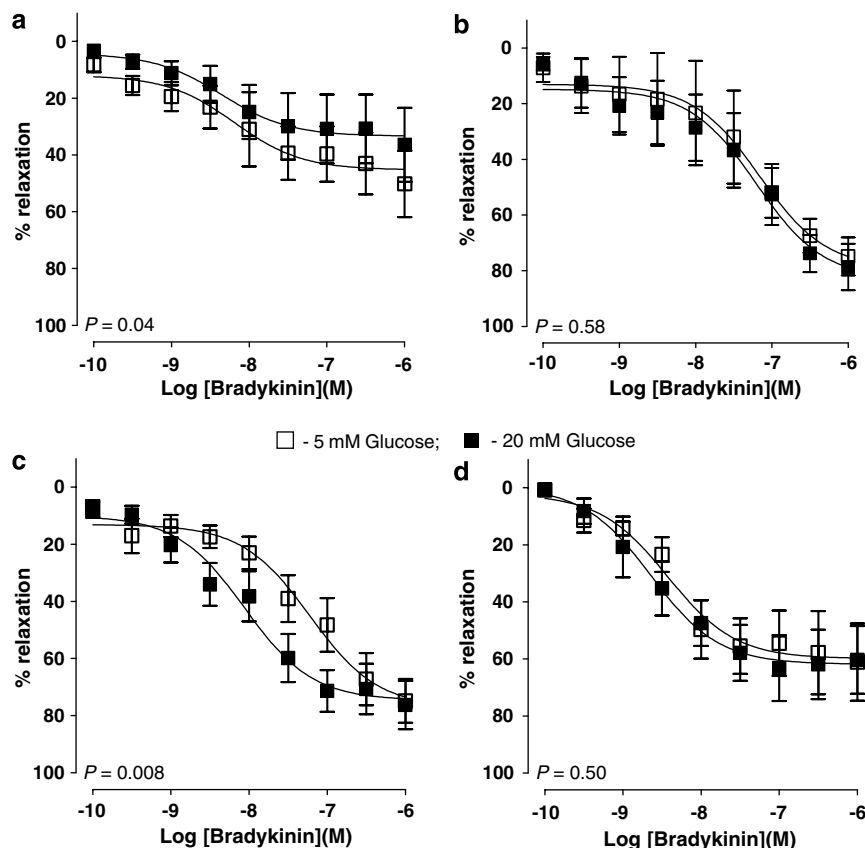 a
0
20
40
60
80
100
% relaxation
P = 0.04
-10 -9 -8 -7 -6
Log [Bradykinin](M)
b
0
20
40
60
80
100
% relaxation
P = 0.58
-10 -9 -8 -7 -6
Log [Bradykinin](M)
- 5 mM Glucose; - 20 mM Glucose
c
0
20
40
60
80
100
% relaxation
P = 0.008
-10 -9 -8 -7 -6
Log [Bradykinin](M)
d
0
20
40
60
80
100
% relaxation
P = 0.50
-10 -9 -8 -7 -6
Log [Bradykinin](M)